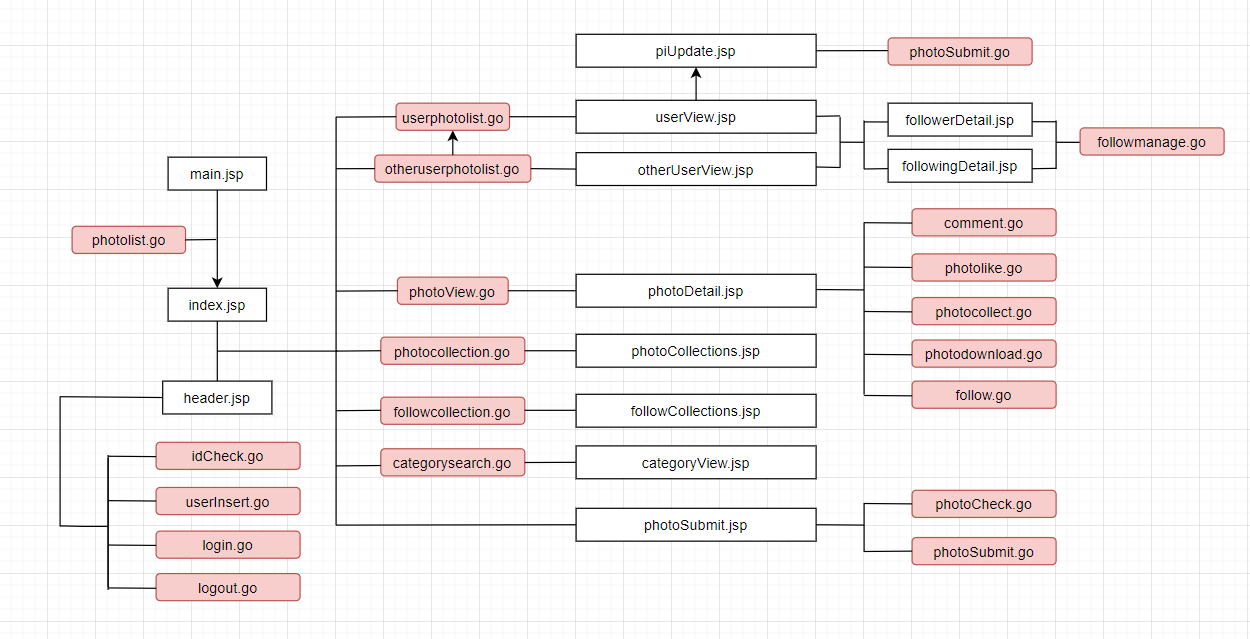 piUpdate.jsp
photoSubmit.go
userphotolist.go
userView.jsp
followerDetail.jsp
followmanage.go
otheruserphotolist.go
otherUserView.jsp
followingDetail.jsp
main.jsp
photolist.go
index.jsp
comment.go
photolike.go
photoView.go
photoDetail.jsp
photocollect.go
photocollection.go
photoCollections.jsp
photodownload.go
header.jsp
follow.go
followcollection.go
followCollections.jsp
idCheck.go
categorysearch.go
categoryView.jsp
userInsert.go
photoCheck.go
photoSubmit.jsp
login.go
photoSubmit.go
logout.go